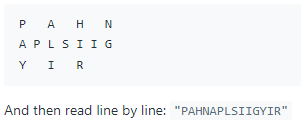 P A H N
A P L S I I G
Y I R
And then read line by line: "PAHNAPLSIIGYIR"